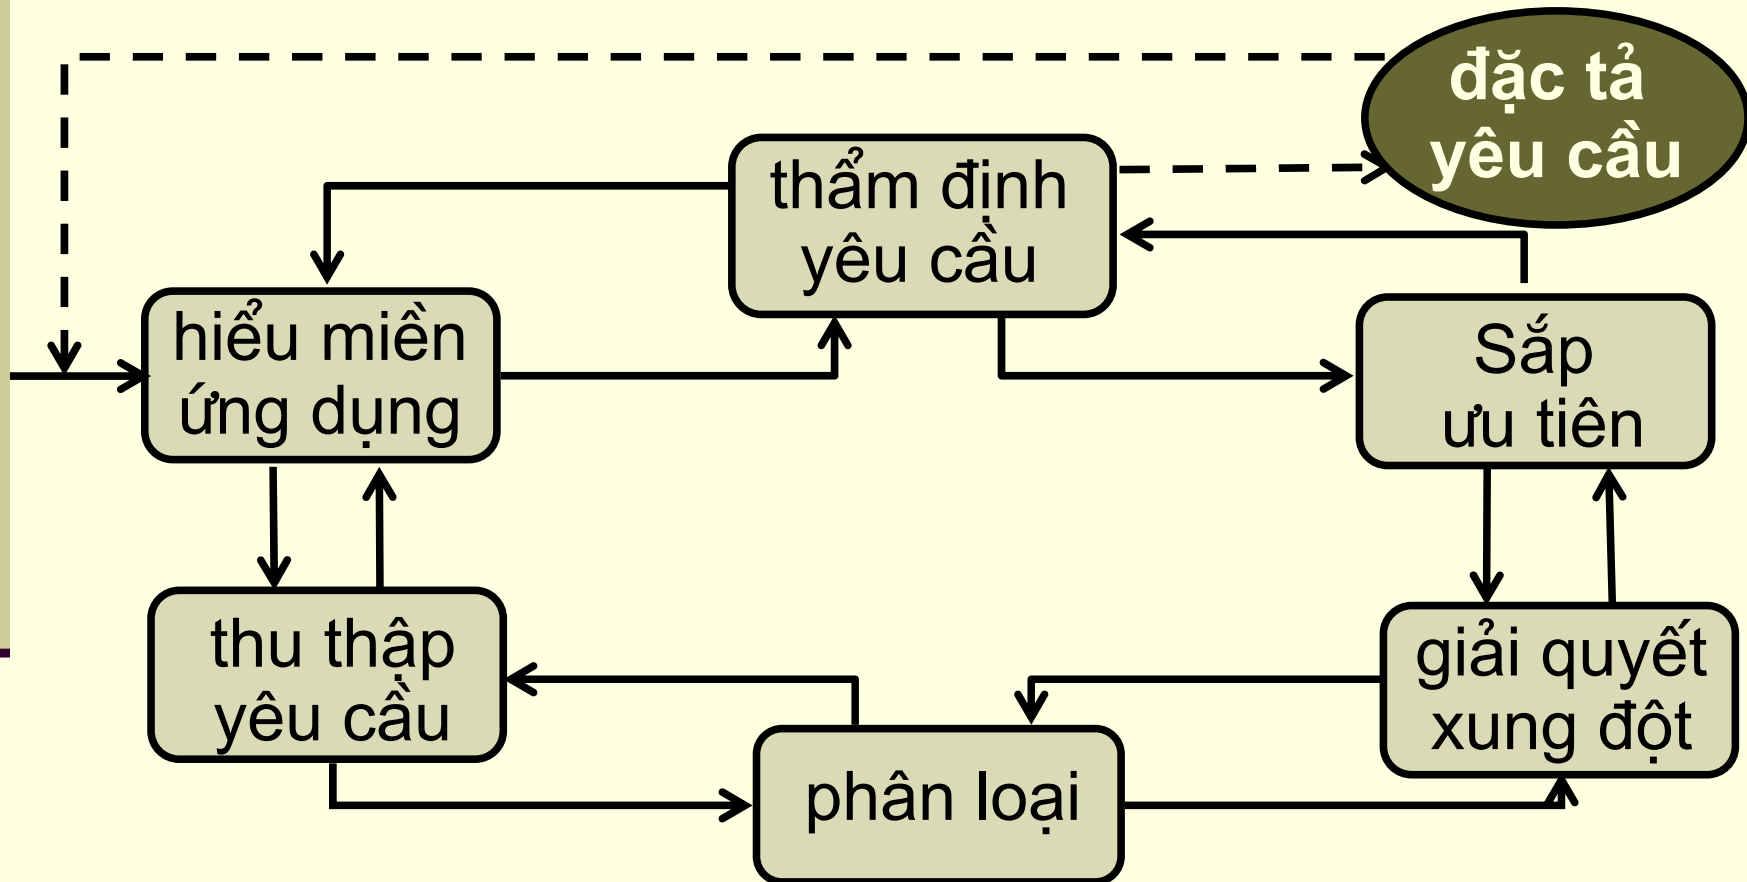 đặc tả
yêu cầu
thẩm định
yêu cầu
hiểu miền
ứng dụng
Sắp
ưu tiên
thu thập
yêu cầu
giải quyết
xung đột
phân loại